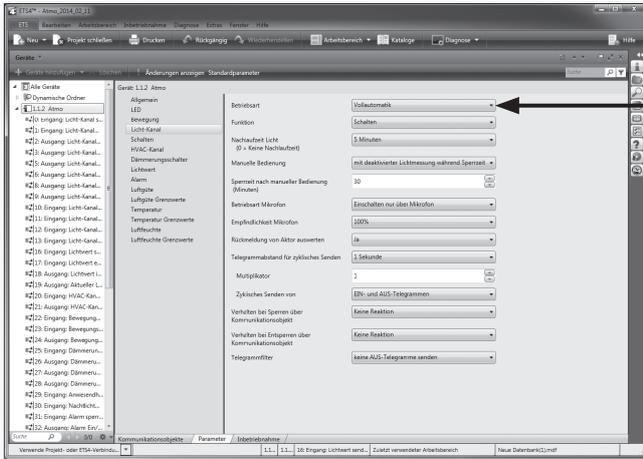 ETS4™ - Atmo_2014_02_11
ETS Bearbeiten Arbeitsbereich Inbetriebnahme Diagnose Extras Fenster Hilfe
Neu Projekt schließen Drucken Rückgängig Wiederherstellen Arbeitsbereich Kataloge Diagnose Hilfe
Geräte
Geräte hinzufügen Löschen Änderungen anzeigen Standardparameter Suche
Alle Geräte
Dynamische Ordner
1.1.2 Atmo
0: Eingang: Licht-Kanal s...
1: Eingang: Licht-Kanal...
2: Ausgang: Licht-Kanal...
3: Eingang: Licht-Kanal...
5: Ausgang: Licht-Kanal...
6: Ausgang: Licht-Kanal...
8: Ausgang: Licht-Kanal...
9: Ausgang: Licht-Kanal...
10: Eingang: Licht-Kanal...
11: Eingang: Licht-Kanal...
12: Eingang: Licht-Kanal...
13: Eingang: Licht-Kanal...
16: Eingang: Lichtwert s...
17: Eingang: Lichtwert e...
18: Ausgang: Lichtwert i...
19: Ausgang: Aktueller L...
20: Eingang: HVAC-Kan...
21: Ausgang: HVAC-Kan...
22: Eingang: Bewegung...
23: Eingang: Bewegungs...
24: Ausgang: Bewegung...
25: Eingang: Dämmerun...
26: Ausgang: Dämmeru...
27: Ausgang: Dämmeru...
28: Ausgang: Dämmeru...
29: Eingang: Anwesendh...
30: Eingang: Nachtlicht...
31: Eingang: Alarm sperr...
32: Ausgang: Alarm Ein/...
Suche 1/0
Gerät: 1.1.2 Atmo
Allgemein
LED
Bewegung
Licht-Kanal
Schalten
HVAC-Kanal
Dämmerungsschalter
Lichtwert
Alarm
Luftgüte
Luftgüte Grenzwerte
Temperatur
Temperatur Grenzwerte
Luftfeuchte
Luftfeuchte Grenzwerte
Betriebsart Vollautomatik
Funktion Schalten
Nachlaufzeit Licht 5 Minuten
(0 = Keine Nachlaufzeit)
Manuelle Bedienung mit deaktivierter Lichtmessung während Sperrzeit
Sperrzeit nach manueller Bedienung 30
(Minuten)
Betriebsart Mikrofon Einschalten nur über Mikrofon
Empfindlichkeit Mikrofon 100%
Rückmeldung von Aktor auswerten Ja
Telegrammabstand für zyklisches Senden 1 Sekunde
Multiplikator 1
Zyklisches Senden von EIN- und AUS-Telegrammen
Verhalten bei Sperren über Keine Reaktion
Kommunikationsobjekt
Verhalten bei Entsperren über Keine Reaktion
Kommunikationsobjekt
Telegrammfilter keine AUS-Telegramme senden
Kommunikationsobjekte Parameter Inbetriebnahme
Verwende Projekt- oder ETS4-Verbindu... 1.1... 1.1... 16: Eingang: Lichtwert send... Zuletzt verwendeter Arbeitsbereich Neue Datenbank(1).mdf